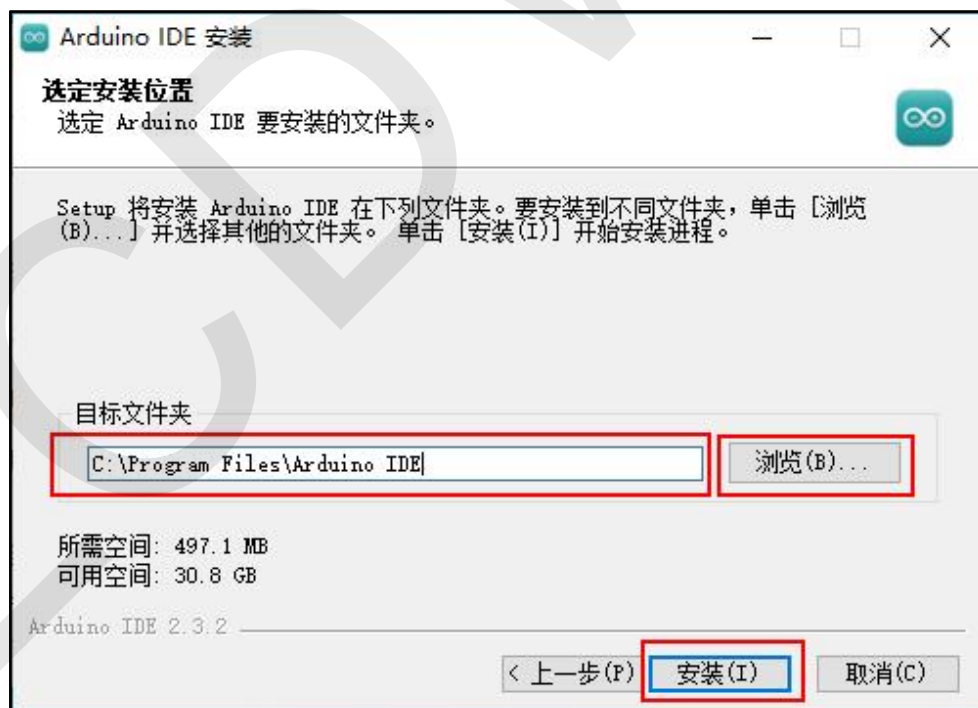 Arduino IDE 安装
选定安装位置
选定 Arduino IDE 要安装的文件夹。
Setup 将安装 Arduino IDE 在下列文件夹。要安装到不同文件夹，单击 [浏览
(B)...] 并选择其他的文件夹。 单击 [安装(I)] 开始安装进程。
目标文件夹
C:\Program Files\Arduino IDE
浏览(B)...
所需空间: 497.1 MB
可用空间: 30.8 GB
Arduino IDE 2.3.2
< 上一步(P) 安装(I) 取消(C)